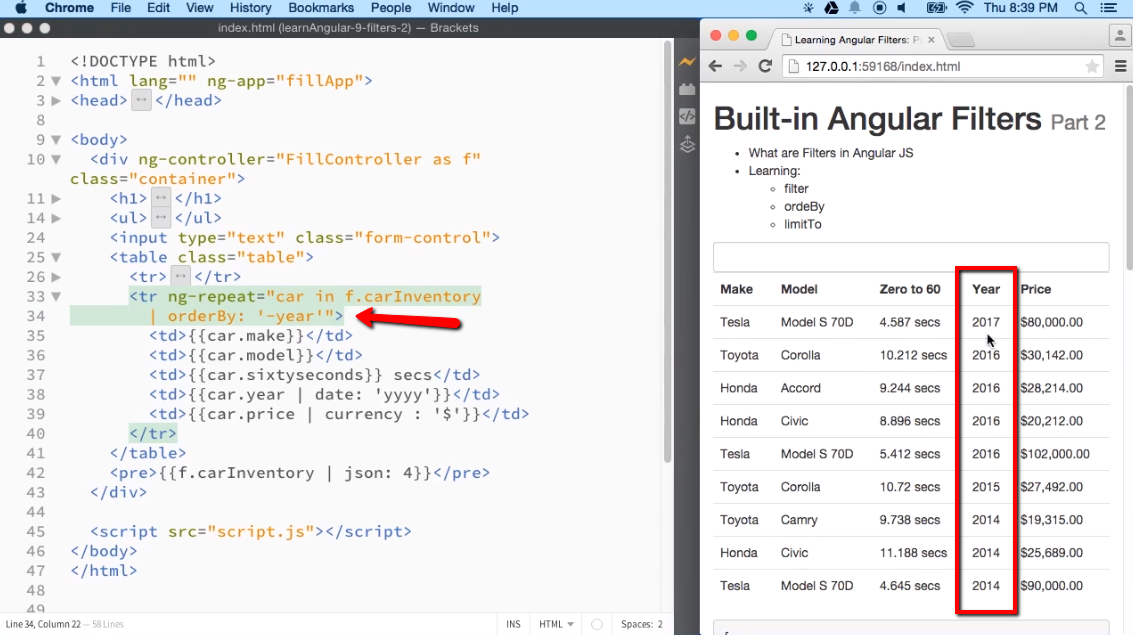 Chrome File Edit View History Bookmarks People Window Help Thu 8:39 PM
index.html (learnAngular-9-filters-2) — Brackets
1 <!DOCTYPE html>
2 <html lang="" ng-app="fillApp">
3 <head> </head>
8
9 <body>
10 <div ng-controller="FillController as f"
class="container">
11 <h1> </h1>
14 <ul> </ul>
24 <input type="text" class="form-control">
25 <table class="table">
26 <tr> </tr>
33 <tr ng-repeat="car in f.carInventory
34 | orderBy: '-year'">
35 <td>{{car.make}}</td>
36 <td>{{car.model}}</td>
37 <td>{{car.sixtyseconds}} secs</td>
38 <td>{{car.year | date: 'yyyy'}}</td>
39 <td>{{car.price | currency : '$'}}</td>
40 </tr>
41 </table>
42 <pre>{{f.carInventory | json: 4}}</pre>
43 </div>
44
45 <script src="script.js"></script>
46 </body>
47 </html>
48
49
Line 34, Column 22 — 58 Lines
INS HTML Spaces: 2
Learning Angular Filters: P
127.0.0.1:59168/index.html
Built-in Angular Filters Part 2
What are Filters in Angular JS
Learning:
filter
ordeBy
limitTo
Make Model Zero to 60 Year Price
Tesla Model S 70D 4.587 secs 2017 $80,000.00
Toyota Corolla 10.212 secs 2016 $30,142.00
Honda Accord 9.244 secs 2016 $28,214.00
Honda Civic 8.896 secs 2016 $20,212.00
Tesla Model S 70D 5.412 secs 2016 $102,000.00
Toyota Corolla 10.72 secs 2015 $27,492.00
Toyota Camry 9.738 secs 2014 $19,315.00
Honda Civic 11.188 secs 2014 $25,689.00
Tesla Model S 70D 4.645 secs 2014 $90,000.00